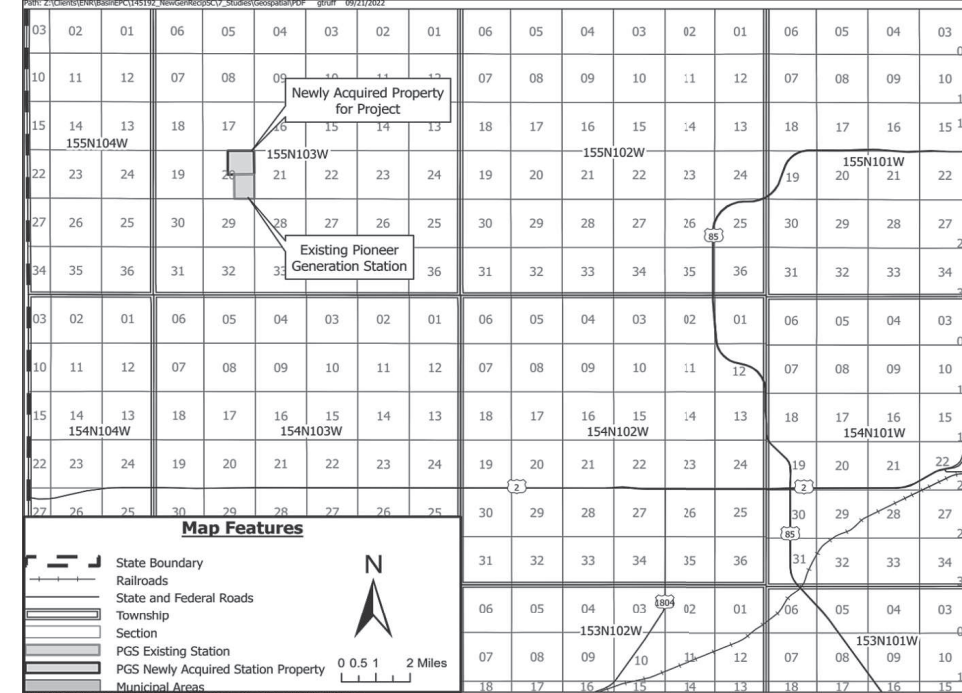 Path: Z:\Clients\ENR\BasinEPC\145192_NewGenRecipSC\7_Studies\Geospatial\PDF gtruff 09/21/2022
03 02 01 06 05 04 03 02 01 06 05 04 03 02 01 06 05 04 03
10 11 12 07 08 09 10 11 12 07 08 09 10 11 12 07 08 09 10
Newly Acquired Property
for Project
15 14 13 18 17 16 15 14 13 18 17 16 15 14 13 18 17 16 15
155N104W 155N103W 155N102W 155N101W
22 23 24 19 20 21 22 23 24 19 20 21 22 23 24 19 20 21 22
27 26 25 30 29 28 27 26 25 30 29 28 27 26 25 30 29 28 27
85
Existing Pioneer
Generation Station
34 35 36 31 32 33 36 31 32 33 34 35 36 31 32 33 34
03 02 01 06 05 04 03 02 01 06 05 04 03 02 01 06 05 04 03
10 11 12 07 08 09 10 11 12 07 08 09 10 11 12 07 08 09 10
15 14 13 18 17 16 15 14 13 18 17 16 15 14 13 18 17 16 15
154N104W 154N103W 154N102W 154N101W
22 23 24 19 20 21 22 23 24 19 20 21 22 23 24 19 20 21 22
2 2
27 26 25 30 29 28 27 26 25 30 29 28 27 26 25 30 29 28 27
85
31 32 33 34 35 36 31 32 33 34
06 05 04 03 1804 02 01 06 05 04 03
153N102W 153N101W
07 08 09 10 11 12 07 08 09 10
18 17 16 15 14 13 18 17 16 15
Map Features
State Boundary
Railroads
State and Federal Roads
Township
Section
PGS Existing Station
PGS Newly Acquired Station Property
Municipal Areas
N
0 0.5 1 2 Miles